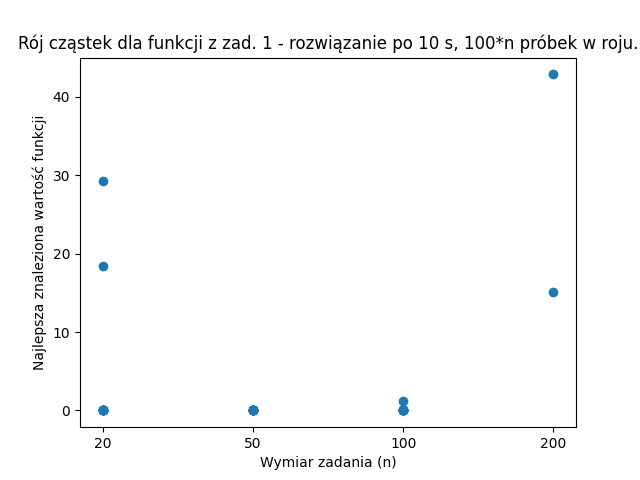 Rój cząstek dla funkcji z zad. 1 - rozwiązanie po 10 s, 100*n próbek w roju.
Najlepsza znaleziona wartość funkcji
40
30
20
10
0
20 50 100 200
Wymiar zadania (n)